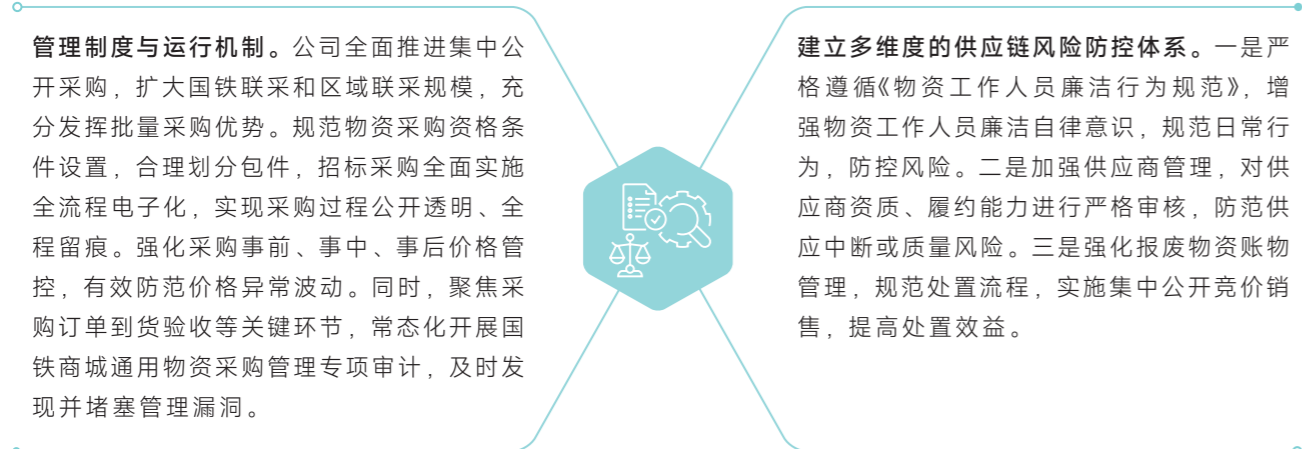 管理制度与运行机制。公司全面推进集中公
开采购，扩大国铁联采和区域联采规模，充
分发挥批量采购优势。规范物资采购资格条
件设置，合理划分包件，招标采购全面实施
全流程电子化，实现采购过程公开透明、全
程留痕。强化采购事前、事中、事后价格管
控，有效防范价格异常波动。同时，聚焦采
购订单到货验收等关键环节，常态化开展国
铁商城通用物资采购管理专项审计，及时发
现并堵塞管理漏洞。
建立多维度的供应链风险防控体系。一是严
格遵循《物资工作人员廉洁行为规范》，增
强物资工作人员廉洁自律意识，规范日常行
为，防控风险。二是加强供应商管理，对供
应商资质、履约能力进行严格审核，防范供
应中断或质量风险。三是强化报废物资账物
管理，规范处置流程，实施集中公开竞价销
售，提高处置效益。